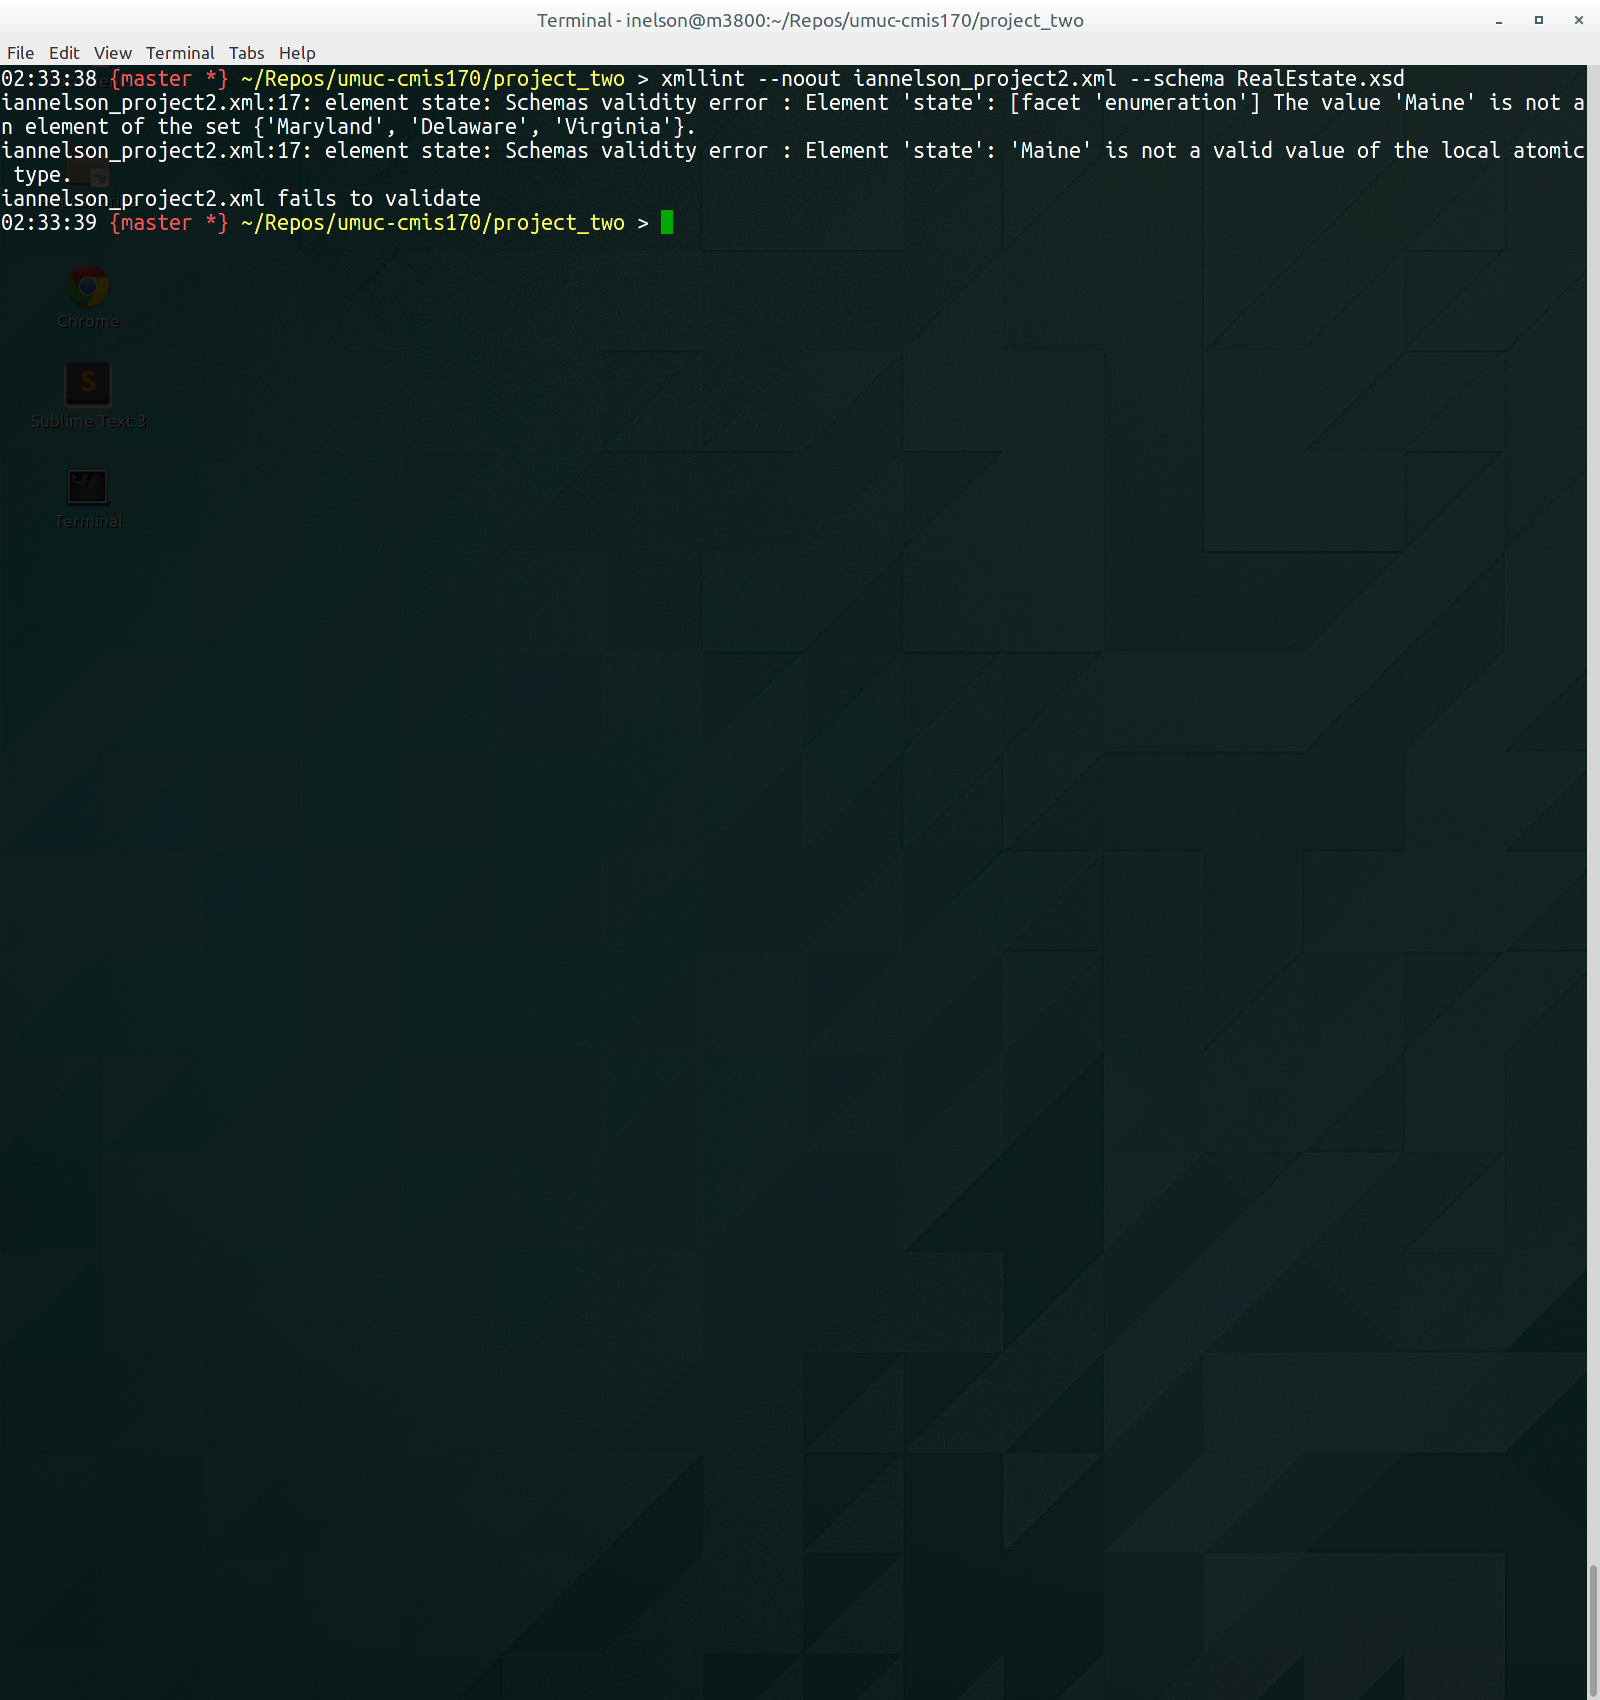 Terminal - inelson@m3800:~/Repos/umuc-cmis170/project_two
File Edit View Terminal Tabs Help
02:33:38 {master *} ~/Repos/umuc-cmis170/project_two > xmllint --noout iannelson_project2.xml --schema RealEstate.xsd
iannelson_project2.xml:17: element state: Schemas validity error : Element 'state': [facet 'enumeration'] The value 'Maine' is not a
n element of the set {'Maryland', 'Delaware', 'Virginia'}.
iannelson_project2.xml:17: element state: Schemas validity error : Element 'state': 'Maine' is not a valid value of the local atomic
 type.
iannelson_project2.xml fails to validate
02:33:39 {master *} ~/Repos/umuc-cmis170/project_two >
Chrome
Sublime Text 3
Terminal